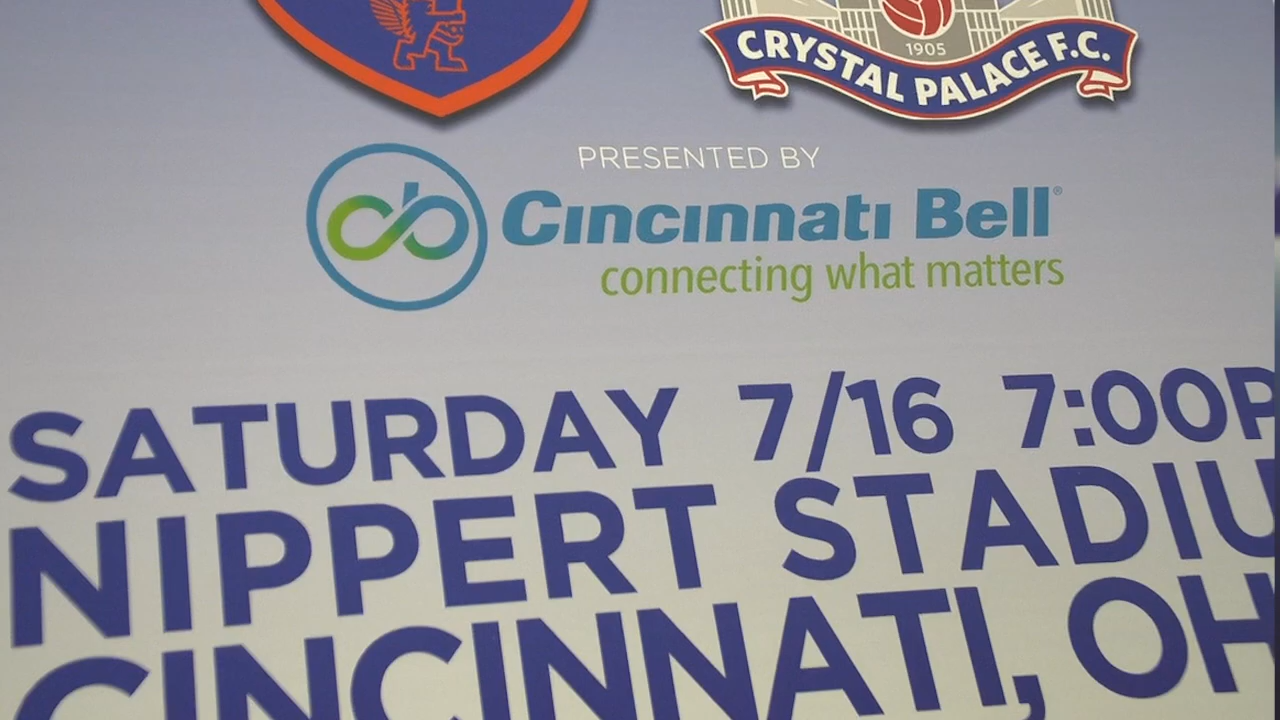 1905
CRYSTAL PALACE F.C.
PRESENTED BY
cb Cincinnati Bell®
connecting what matters
SATURDAY 7/16 7:00P
NIPPERT STADIU
CINCINNATI, OH